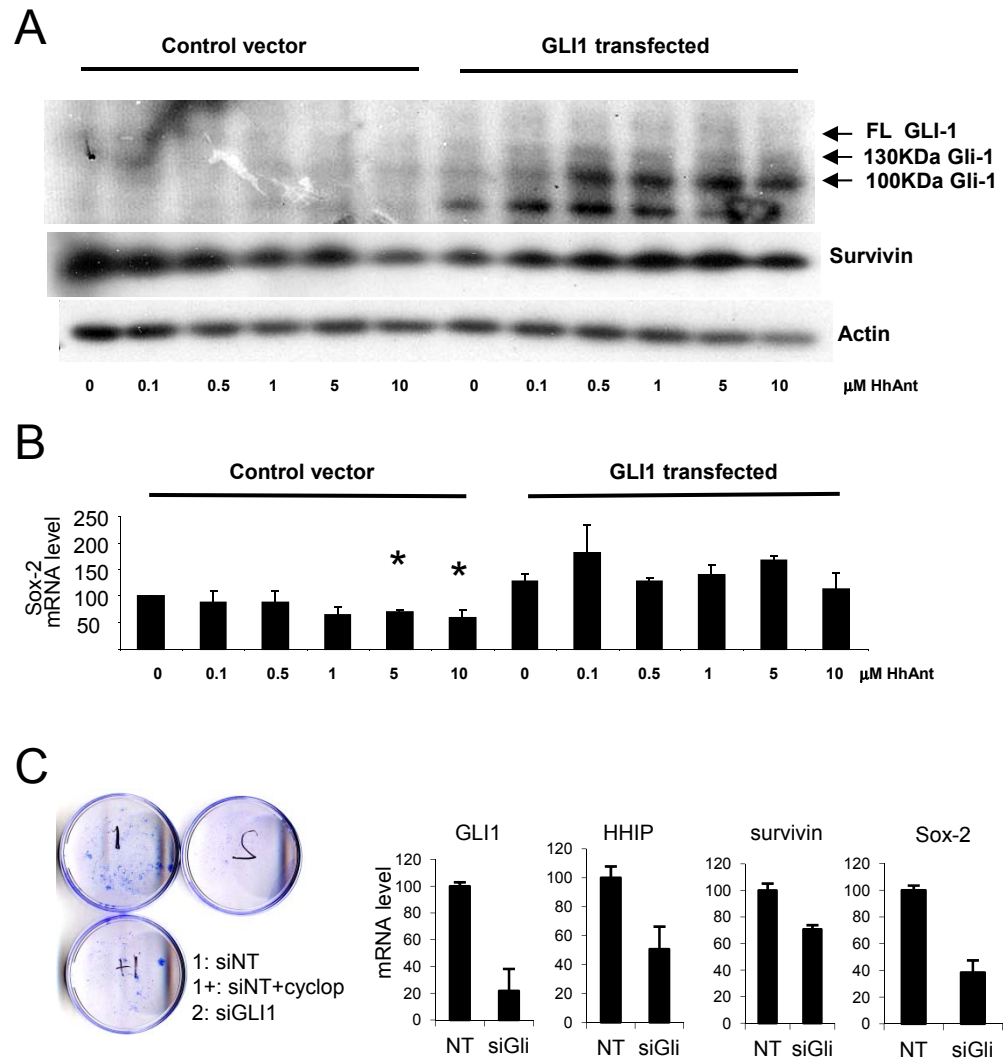 A
Control vector GLI1 transfected
FL GLI-1
130KDa Gli-1
100KDa Gli-1
Survivin
Actin
0 0.1 0.5 1 5 10 0 0.1 0.5 1 5 10 µM HhAnt
B
Control vector GLI1 transfected
Sox-2
mRNA level
250
200
150
100
50
* *
0 0.1 0.5 1 5 10 0 0.1 0.5 1 5 10 µM HhAnt
C
1
2
1+
1: siNT
1+: siNT+cyclop
2: siGLI1
mRNA level
GLI1
120
100
80
60
40
20
0
NT siGli
HHIP
120
100
80
60
40
20
0
NT siGli
survivin
120
100
80
60
40
20
0
NT siGli
Sox-2
120
100
80
60
40
20
0
NT siGli